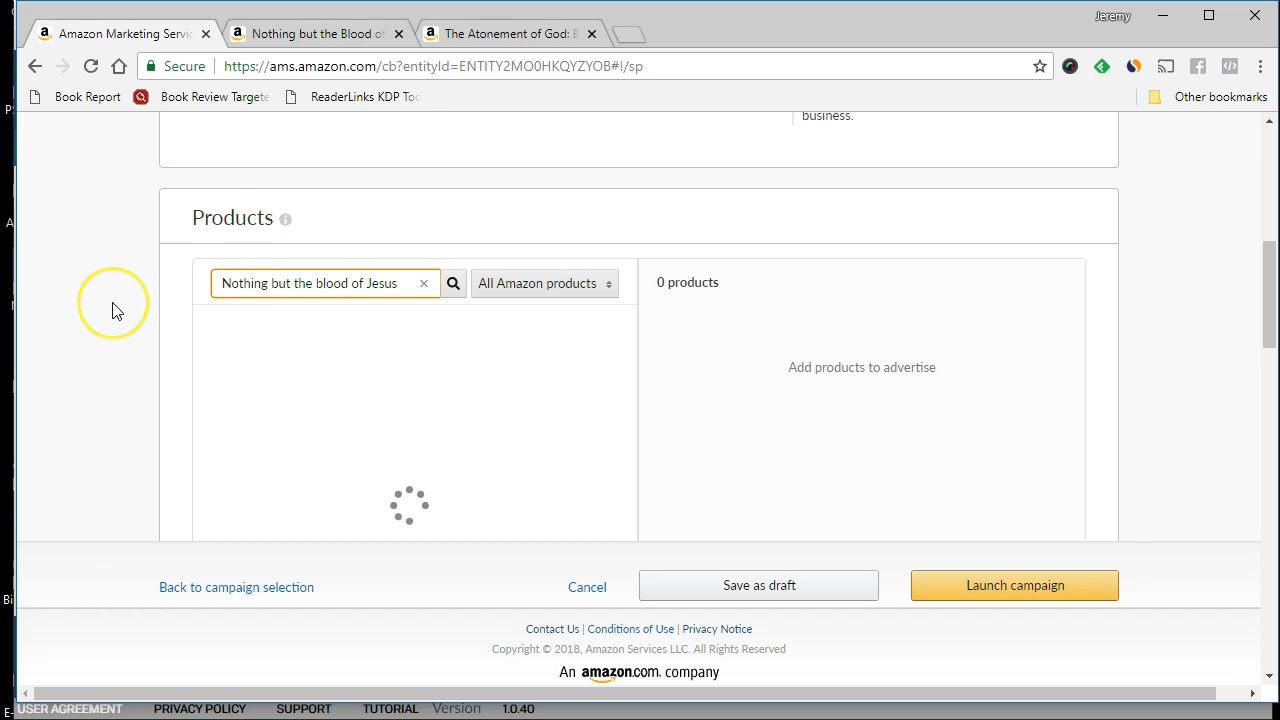 Jeremy
Amazon Marketing Servic
Nothing but the Blood of
The Atonement of God: B
Secure
https://ams.amazon.com/cb?entityId=ENTITY2MO0HKQYZYOB#!/sp
Book Report
Book Review Targete
ReaderLinks KDP Toc
Other bookmarks
business.
Products
Nothing but the blood of Jesus
All Amazon products
0 products
Add products to advertise
Back to campaign selection
Cancel
Save as draft
Launch campaign
Contact Us | Conditions of Use | Privacy Notice
Copyright © 2018, Amazon Services LLC. All Rights Reserved
An amazon.com company
USER AGREEMENT PRIVACY POLICY SUPPORT TUTORIAL Version 1.0.40